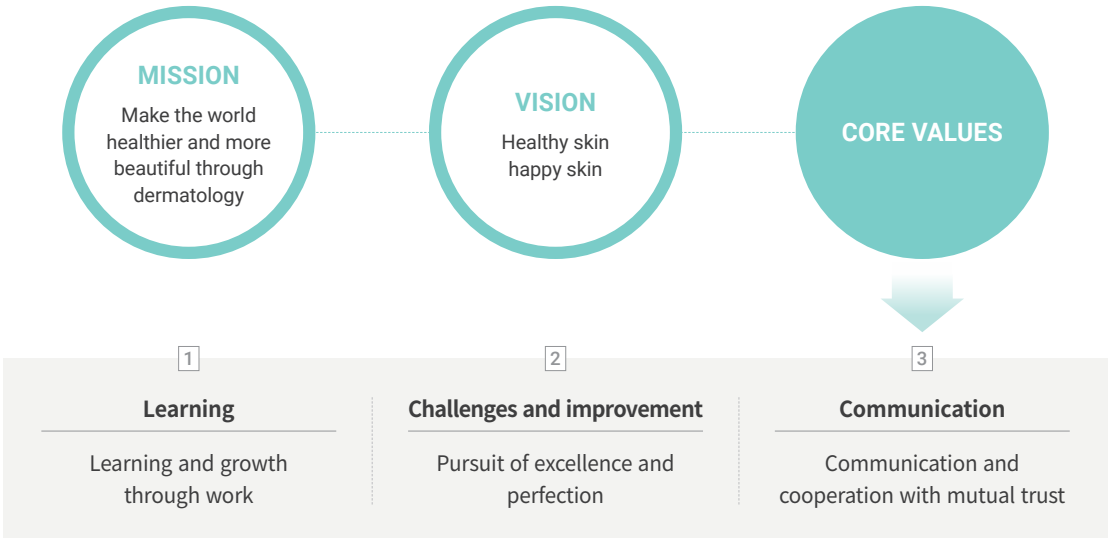 MISSION
Make the world
healthier and more
beautiful through
dermatology
VISION
Healthy skin
happy skin
CORE VALUES
1
Learning
Learning and growth
through work
2
Challenges and improvement
Pursuit of excellence and
perfection
3
Communication
Communication and
cooperation with mutual trust